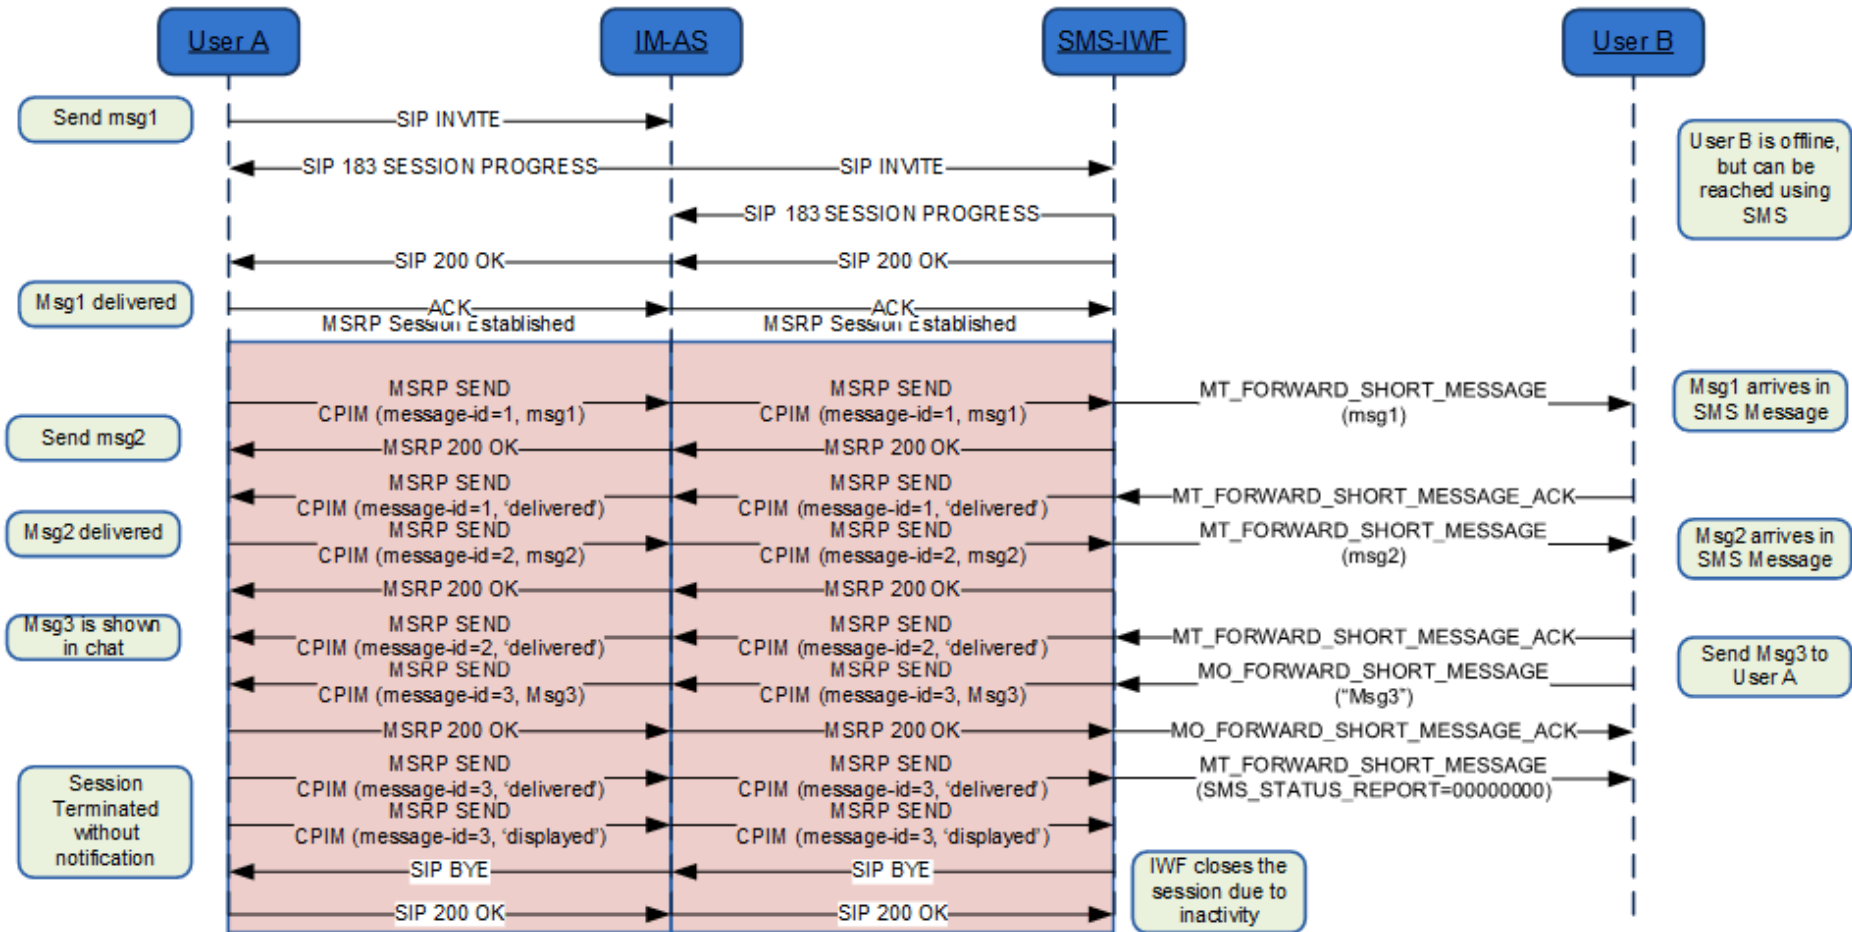 User A
IM-AS
SMS-IWF
User B
Send msg1
SIP INVITE
User B is offline,
but can be
reached using
SMS
SIP 183 SESSION PROGRESS
SIP INVITE
SIP 183 SESSION PROGRESS
SIP 200 OK
SIP 200 OK
Msg1 delivered
ACK
ACK
MSRP Session Established
MSRP Session Established
MSRP SEND
CPIM (message-id=1, msg1)
MSRP SEND
CPIM (message-id=1, msg1)
MT_FORWARD_SHORT_MESSAGE
(msg1)
Msg1 arrives in
SMS Message
Send msg2
MSRP 200 OK
MSRP 200 OK
MSRP SEND
CPIM (message-id=1, ‘delivered’)
MSRP SEND
CPIM (message-id=1, ‘delivered’)
MT_FORWARD_SHORT_MESSAGE_ACK
Msg2 delivered
MSRP SEND
CPIM (message-id=2, msg2)
MSRP SEND
CPIM (message-id=2, msg2)
MT_FORWARD_SHORT_MESSAGE
(msg2)
Msg2 arrives in
SMS Message
MSRP 200 OK
MSRP 200 OK
Msg3 is shown
in chat
MSRP SEND
CPIM (message-id=2, ‘delivered’)
MSRP SEND
CPIM (message-id=2, ‘delivered’)
MT_FORWARD_SHORT_MESSAGE_ACK
Send Msg3 to
User A
MSRP SEND
CPIM (message-id=3, Msg3)
MSRP SEND
CPIM (message-id=3, Msg3)
MO_FORWARD_SHORT_MESSAGE
(“Msg3”)
MSRP 200 OK
MSRP 200 OK
MO_FORWARD_SHORT_MESSAGE_ACK
Session
Terminated
without
notification
MSRP SEND
CPIM (message-id=3, ‘delivered’)
MSRP SEND
CPIM (message-id=3, ‘delivered’)
MT_FORWARD_SHORT_MESSAGE
(SMS_STATUS_REPORT=00000000)
MSRP SEND
CPIM (message-id=3, ‘displayed’)
MSRP SEND
CPIM (message-id=3, ‘displayed’)
SIP BYE
SIP BYE
IWF closes the
session due to
inactivity
SIP 200 OK
SIP 200 OK